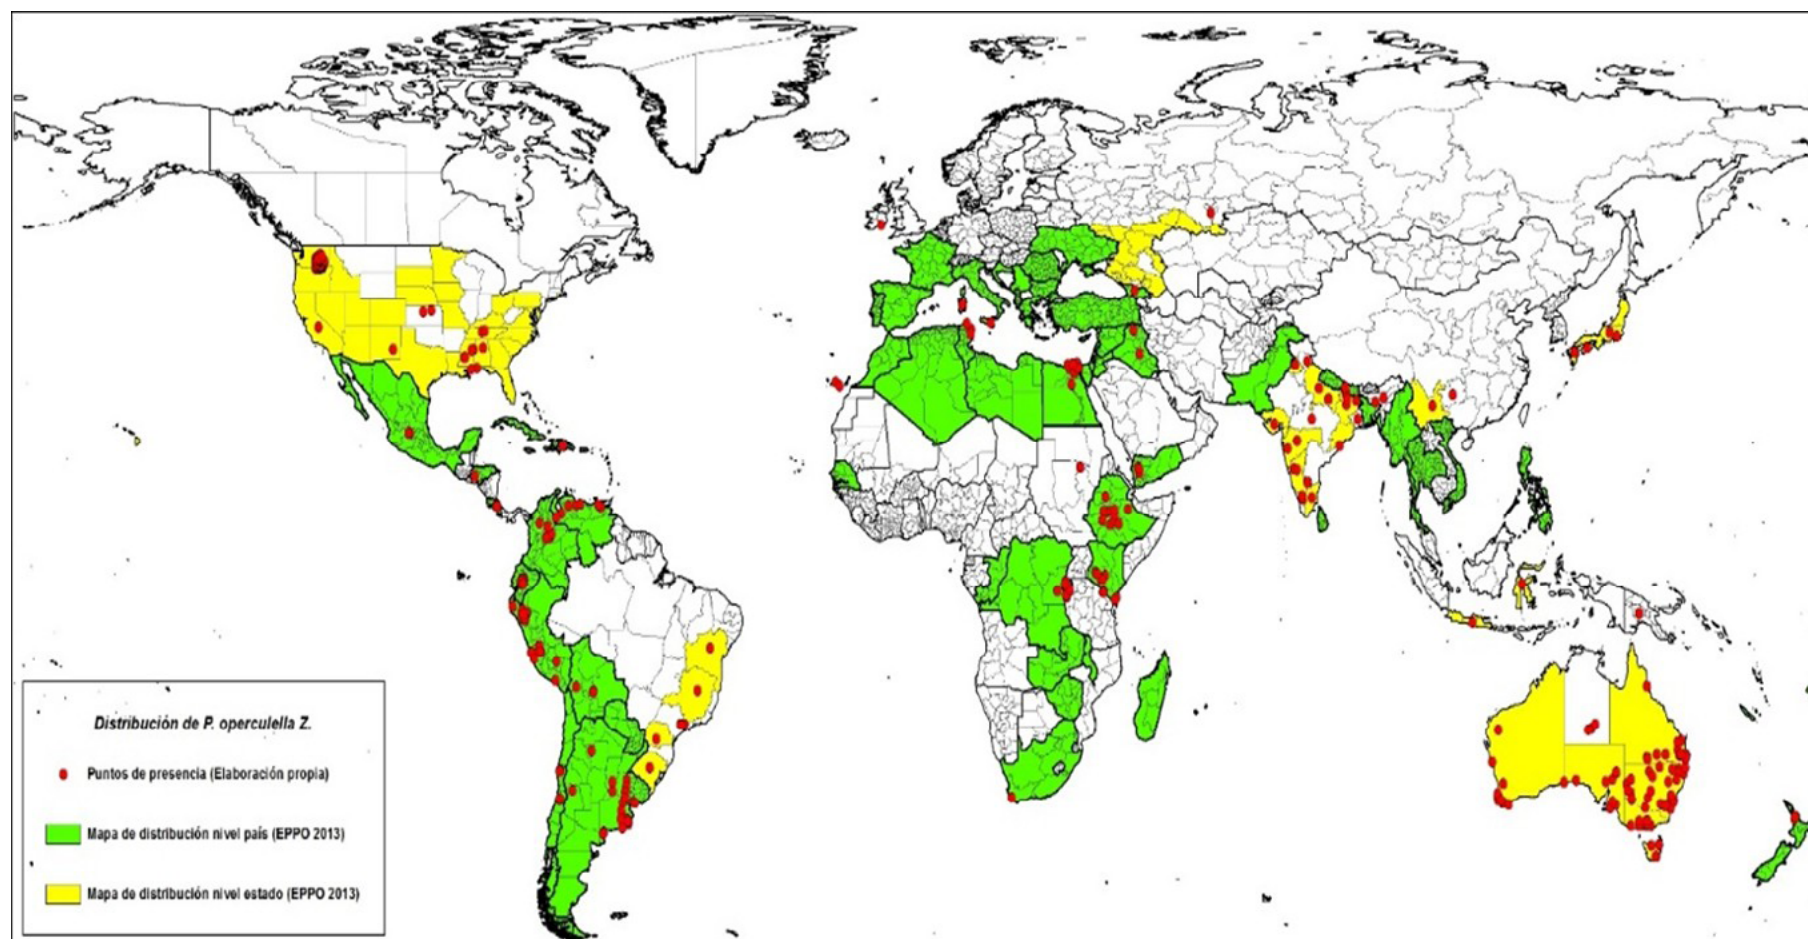 Distribución de P. operculella Z.
Puntos de presencia (Elaboración propia)
Mapa de distribución nivel país (EPPO 2013)
Mapa de distribución nivel estado (EPPO 2013)